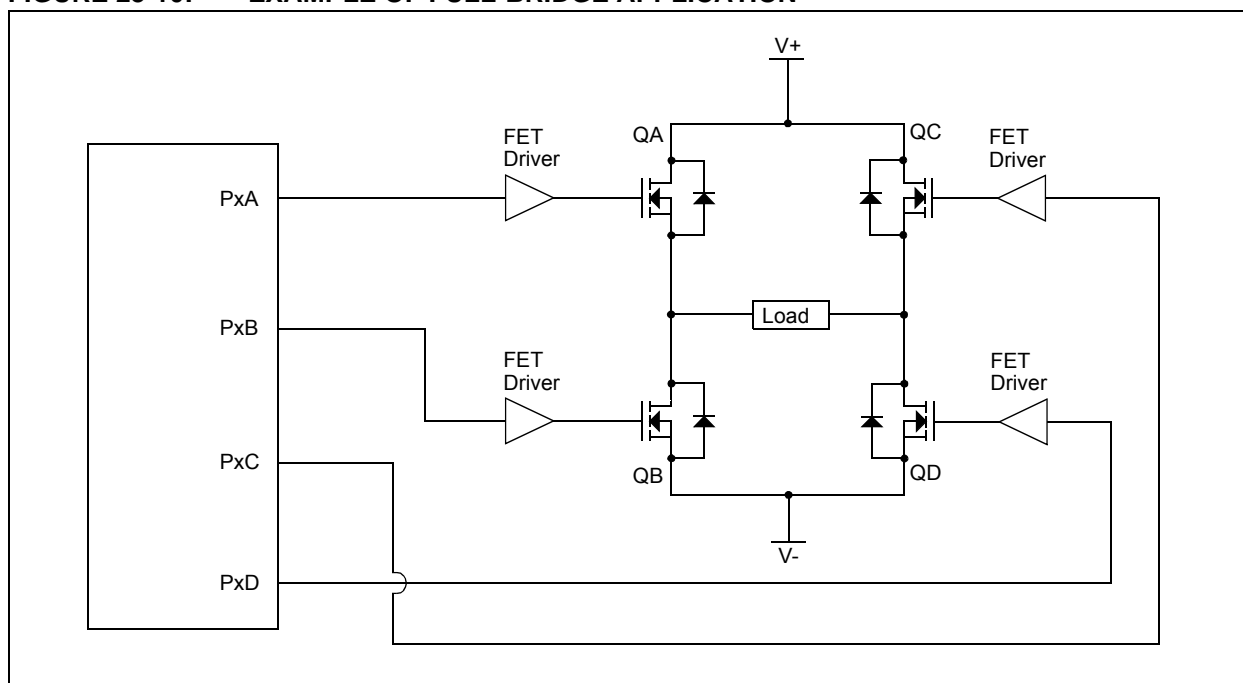 FIGURE EXAMPLE OF FULL-BRIDGE APPLICATION
V+
FET
Driver
QA
QC
FET
Driver
PxA
PxB
Load
FET
Driver
FET
Driver
PxC
QB
QD
V-
PxD